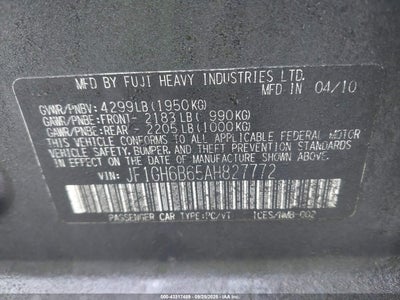 MFD BY FUJI HEAVY INDUSTRIES LTD.
MFD IN 04/10
GVWR/PNBV: 4299LB(1950KG)
GAWR/PNBE: FRONT- 2183LB( 990KG)
GAWR/PNBE: REAR - 2205LB(1000KG)
THIS VEHICLE CONFORMS TO ALL APPLICABLE FEDERAL MOTOR
VEHICLE SAFETY, BUMPER, AND THEFT PREVENTION
STANDARDS IN EFFECT ON THE DATE OF MANUFACTURE
SHOWN ABOVE.
VIN: JF1GH6B65AH827772
PASSENGER CAR TYPE:PC/VT ICES/NMB-002